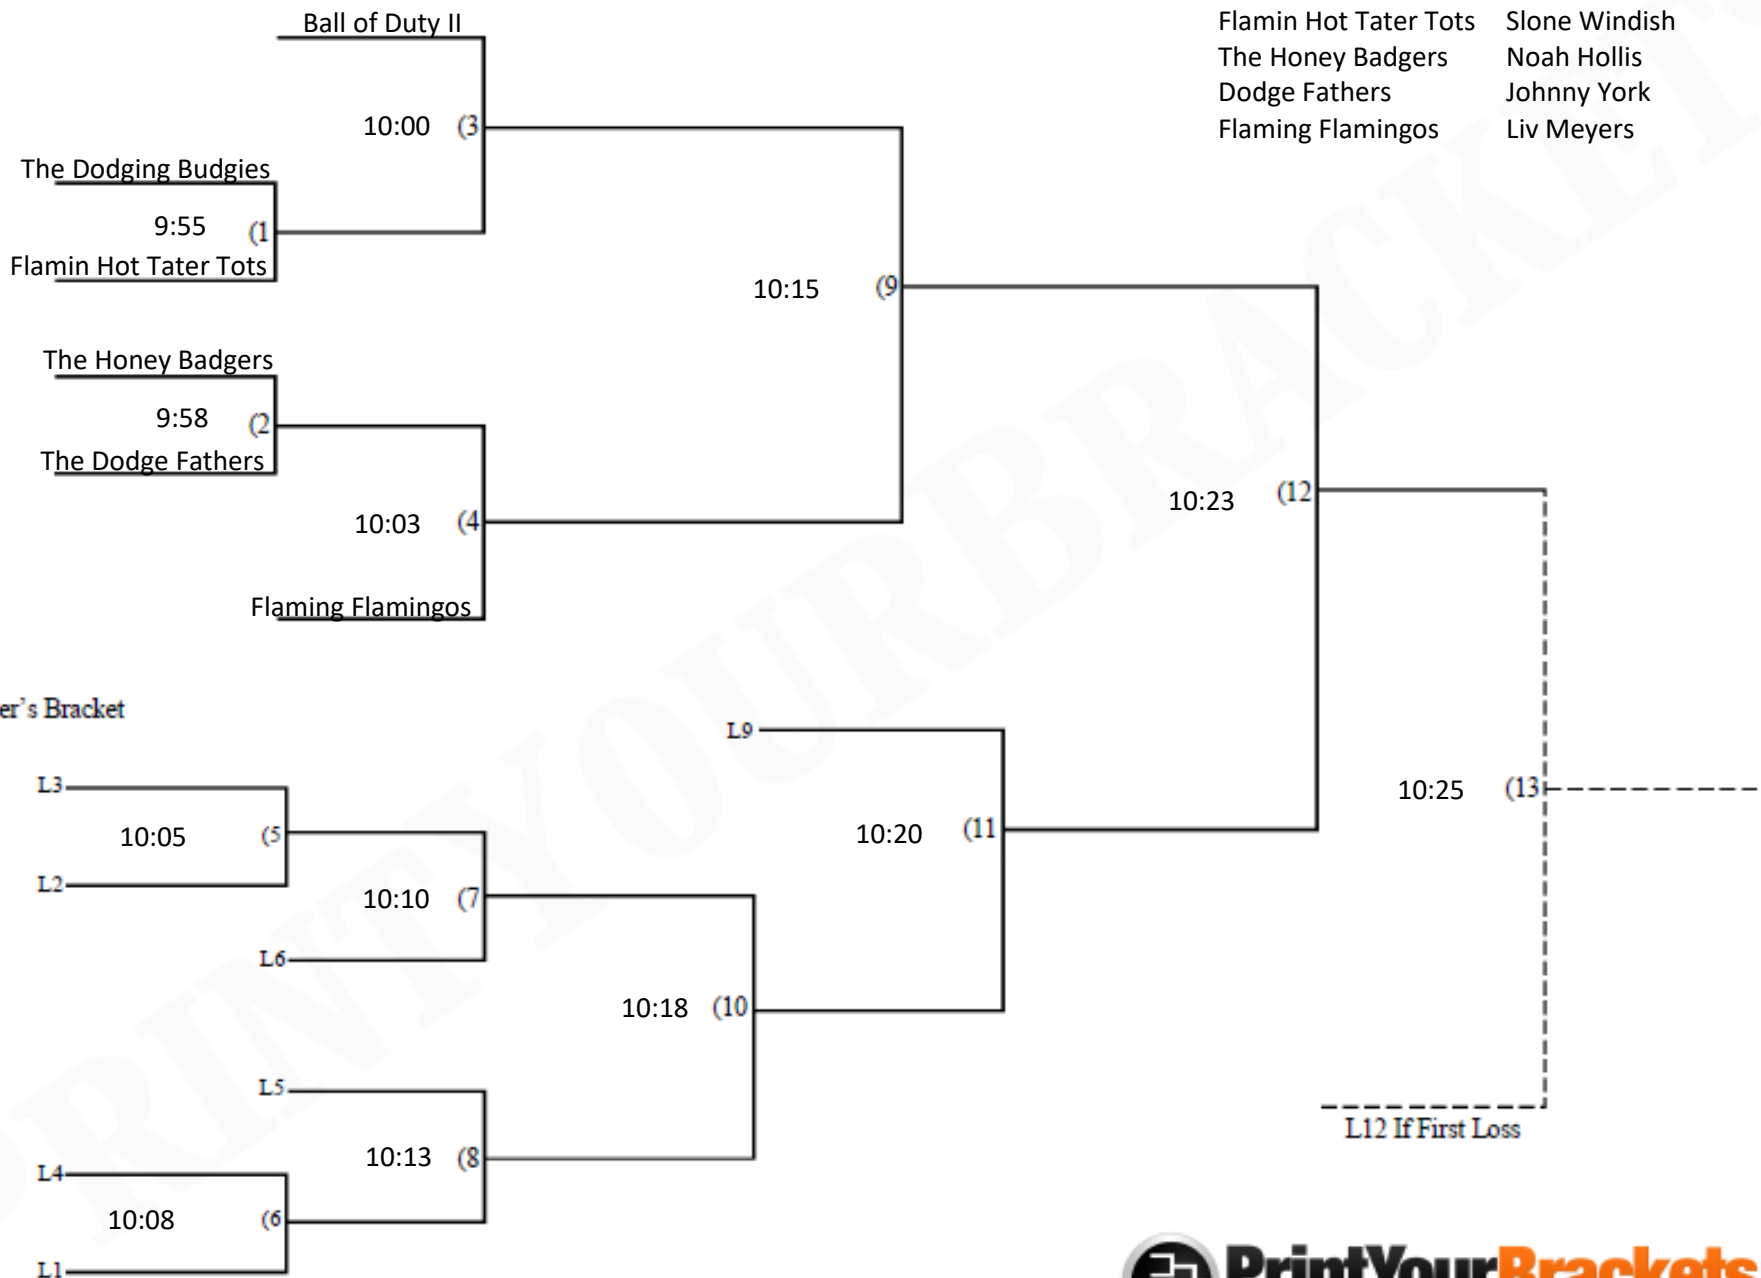 Ball of Duty II
Flamin Hot Tater Tots Slone Windish
The Honey Badgers Noah Hollis
Dodge Fathers Johnny York
Flaming Flamingos Liv Meyers
10:00 (3
The Dodging Budgies
9:55 (1
Flamin Hot Tater Tots
10:15 (9
The Honey Badgers
9:58 (2
The Dodge Fathers
10:23 (12
10:03 (4
Flaming Flamingos
er's Bracket
L9
L3
10:05 (5
10:20 (11
10:25 (13
L2
10:10 (7
L6
10:18 (10
L5
L12 If First Loss
10:13 (8
L4
10:08 (6
L1
PrintYourBrackets
PRINTYOURBRACKETS